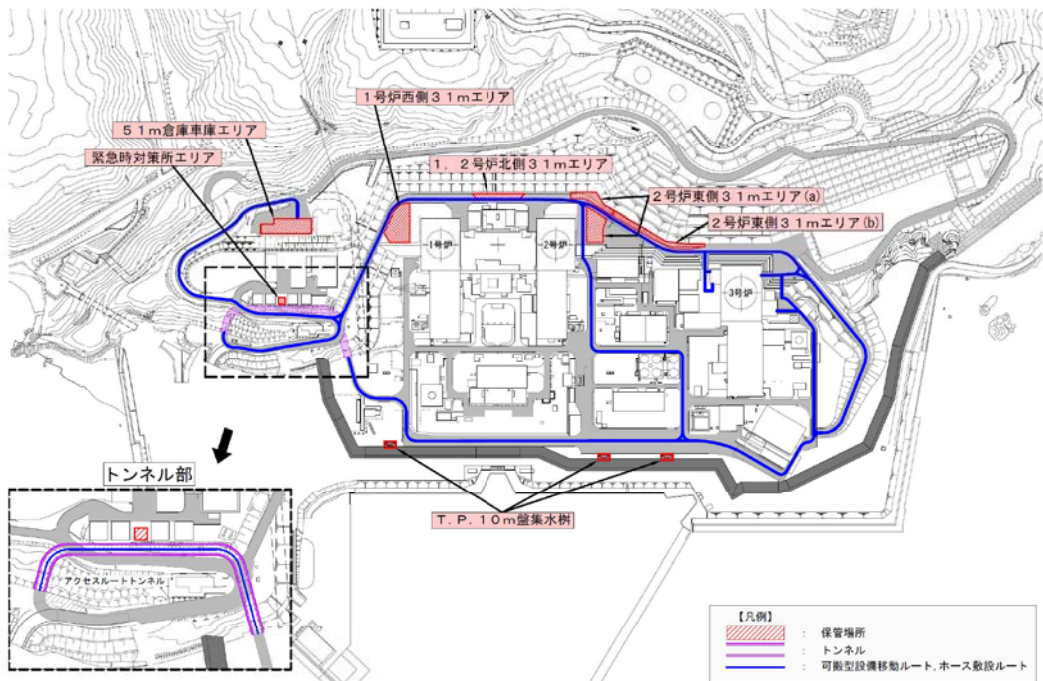 1号炉西側31mエリア
51m倉庫車庫エリア
緊急時対策所エリア
1,2号炉北側31mエリア
2号炉東側31mエリア(a)
2号炉東側31mエリア(b)
1号炉
2号炉
3号炉
トンネル部
T.P.10m盤集水桝
アクセスルートトンネル
【凡例】
: 保管場所
: トンネル
: 可搬型設備移動ルート,ホース敷設ルート